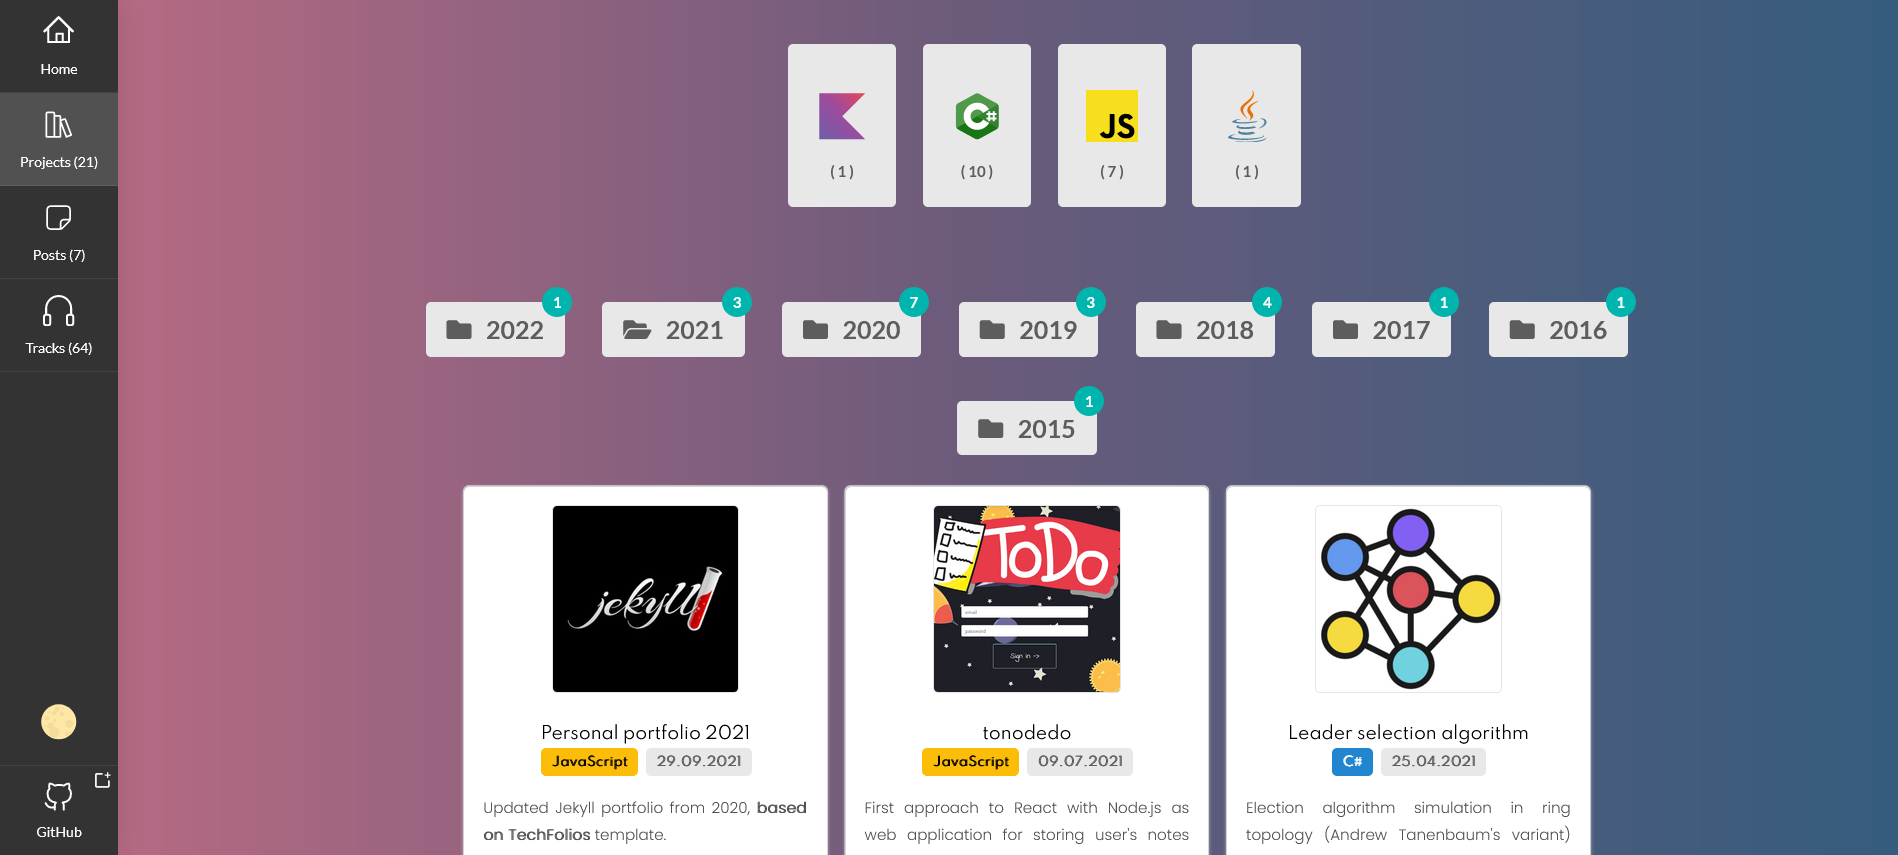 Home
Projects (21)
Posts (7)
Tracks (64)
GitHub
( 1 )
C#
( 10 )
JS
( 7 )
( 1 )
2022 1
2021 3
2020 7
2019 3
2018 4
2017 1
2016 1
2015 1
jekyll
Personal portfolio 2021
JavaScript 29.09.2021
Updated Jekyll portfolio from 2020, based
on TechFolios template.
ToDo
email
password
Sign in ->
tonodedo
JavaScript 09.07.2021
First approach to React with Node.js as
web application for storing user's notes
Leader selection algorithm
C# 25.04.2021
Election algorithm simulation in ring
topology (Andrew Tanenbaum's variant)